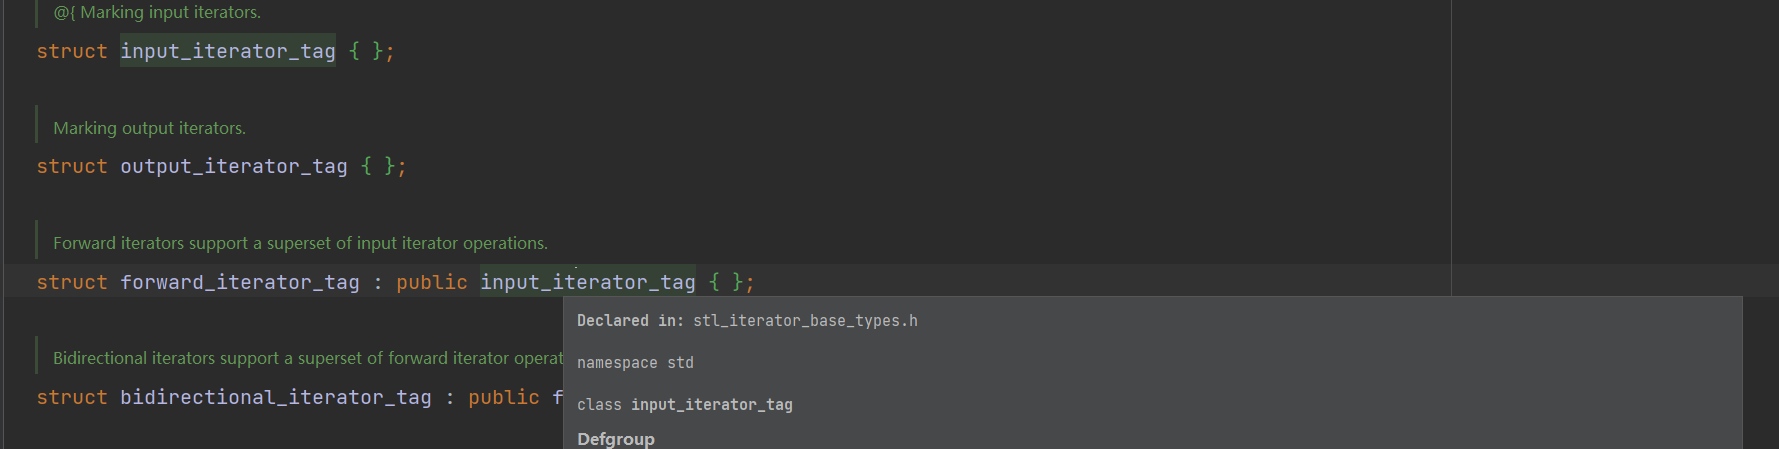 @{ Marking input iterators.
struct input_iterator_tag { };
Marking output iterators.
struct output_iterator_tag { };
Forward iterators support a superset of input iterator operations.
struct forward_iterator_tag : public input_iterator_tag { };
Declared in: stl_iterator_base_types.h
namespace std
Bidirectional iterators support a superset of forward iterator operat
struct bidirectional_iterator_tag : public f
class input_iterator_tag
Defgroup